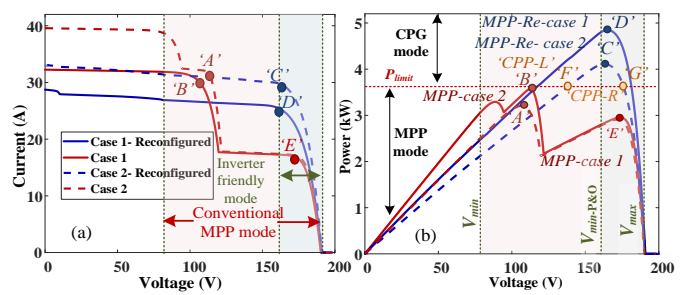 40
30
20
10
0
Current (A)
'A'
'B'
'C'
'D'
'E
Case 1- Reconfigured
Case 1
Case 2- Reconfigured
Case 2
Inverter
friendly
mode
Conventional
MPP mode
(a)
0
50
100
150
200
Voltage (V)
5
4
3
2
1
0
Power (kW)
CPG
mode
P_limit
MPP
mode
MPP-Re-case 1
'D'
MPP-Re- case 2
'C'
'CPP-L'
'B'
F'
G'
CPP-R
MPP-case 2
A
'E'
MPP-case 1
V_min
V_min-P&O
V_max
(b)
0
50
100
150
200
Voltage (V)